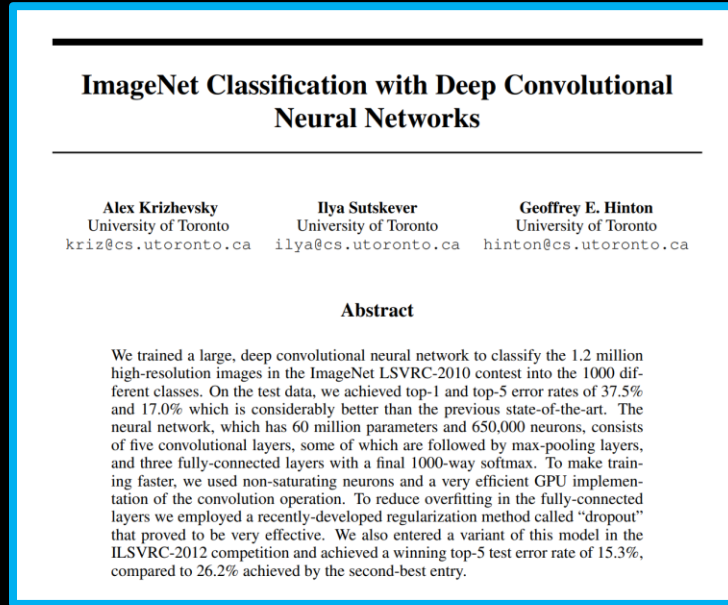 ImageNet Classification with Deep Convolutional
Neural Networks
Alex Krizhevsky
University of Toronto
kriz@cs.utoronto.ca
Ilya Sutskever
University of Toronto
ilya@cs.utoronto.ca
Geoffrey E. Hinton
University of Toronto
hinton@cs.utoronto.ca
Abstract
We trained a large, deep convolutional neural network to classify the 1.2 million
high-resolution images in the ImageNet LSVRC-2010 contest into the 1000 dif-
ferent classes. On the test data, we achieved top-1 and top-5 error rates of 37.5%
and 17.0% which is considerably better than the previous state-of-the-art. The
neural network, which has 60 million parameters and 650,000 neurons, consists
of five convolutional layers, some of which are followed by max-pooling layers,
and three fully-connected layers with a final 1000-way softmax. To make train-
ing faster, we used non-saturating neurons and a very efficient GPU implemen-
tation of the convolution operation. To reduce overfitting in the fully-connected
layers we employed a recently-developed regularization method called “dropout”
that proved to be very effective. We also entered a variant of this model in the
ILSVRC-2012 competition and achieved a winning top-5 test error rate of 15.3%,
compared to 26.2% achieved by the second-best entry.